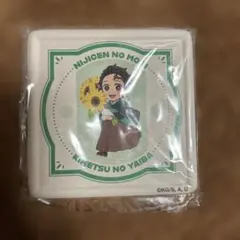 NIJIGEN NO MO
KIMETSU NO YAIBA
©KG/S, A, U